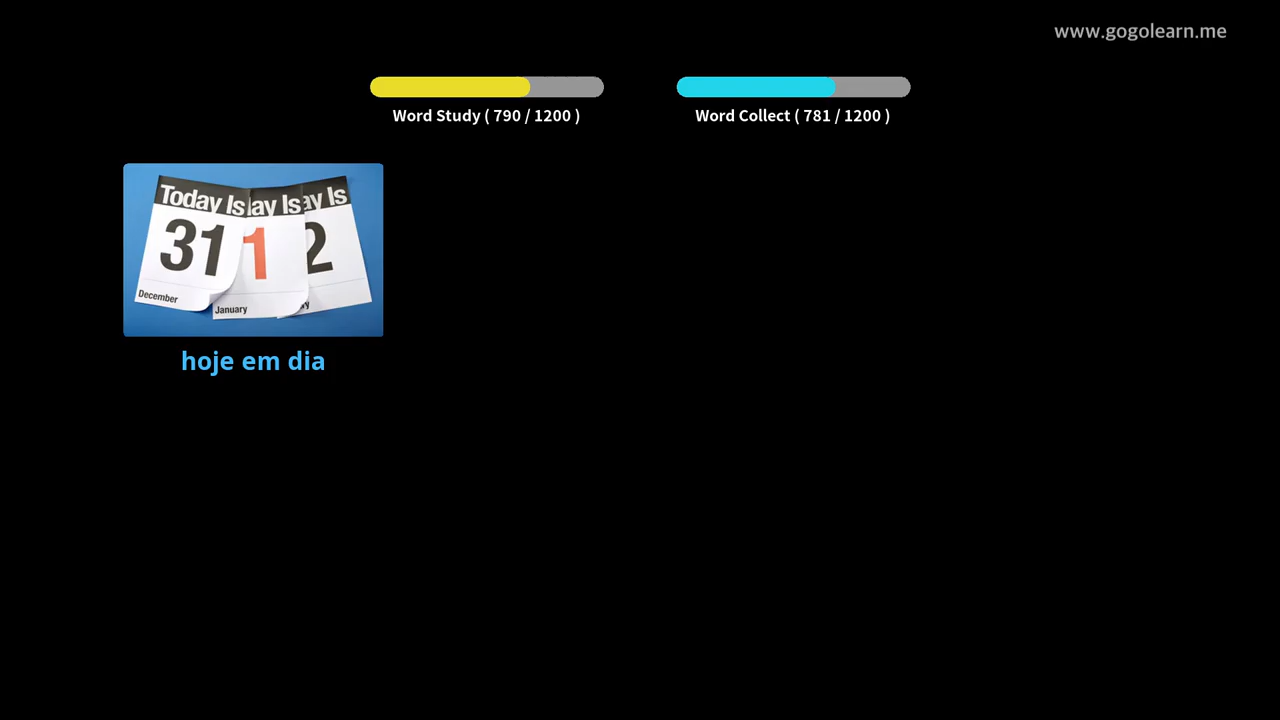 www.gogolearn.me
Word Study ( 790 / 1200 )
Word Collect ( 781 / 1200 )
Today Is
ay Is
ay Is
31
1
2
December
January
ry
hoje em dia